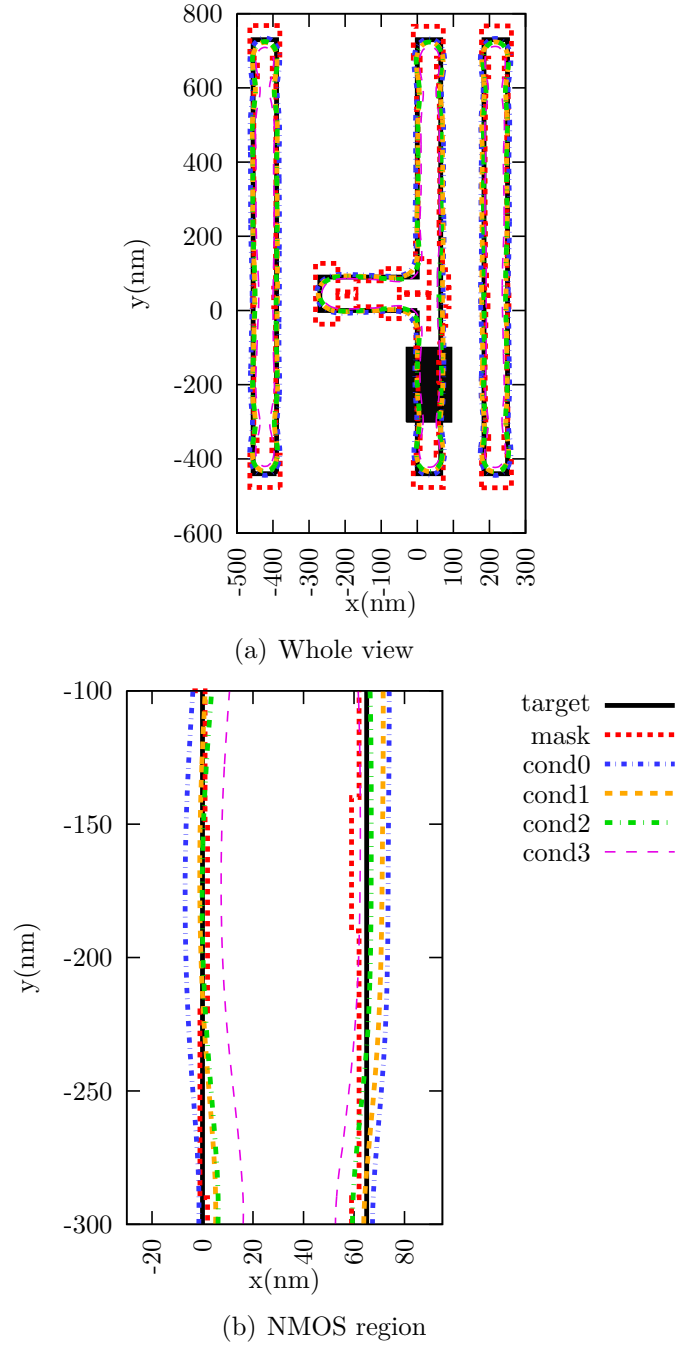 800
600
400
200
0
-200
-400
-600
y(nm)
-500
-400
-300
-200
-100
0
100
200
300
x(nm)
(a) Whole view
-100
-150
-200
-250
-300
y(nm)
-20
0
20
40
60
80
x(nm)
target
mask
cond0
cond1
cond2
cond3
(b) NMOS region